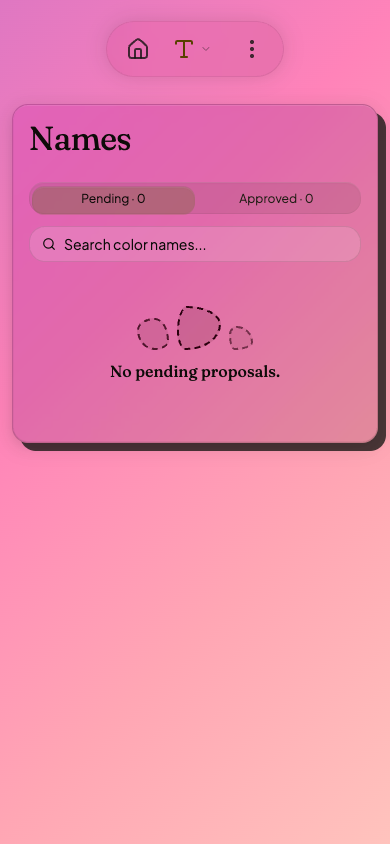 Names
Pending · 0
Approved · 0
Search color names...
No pending proposals.